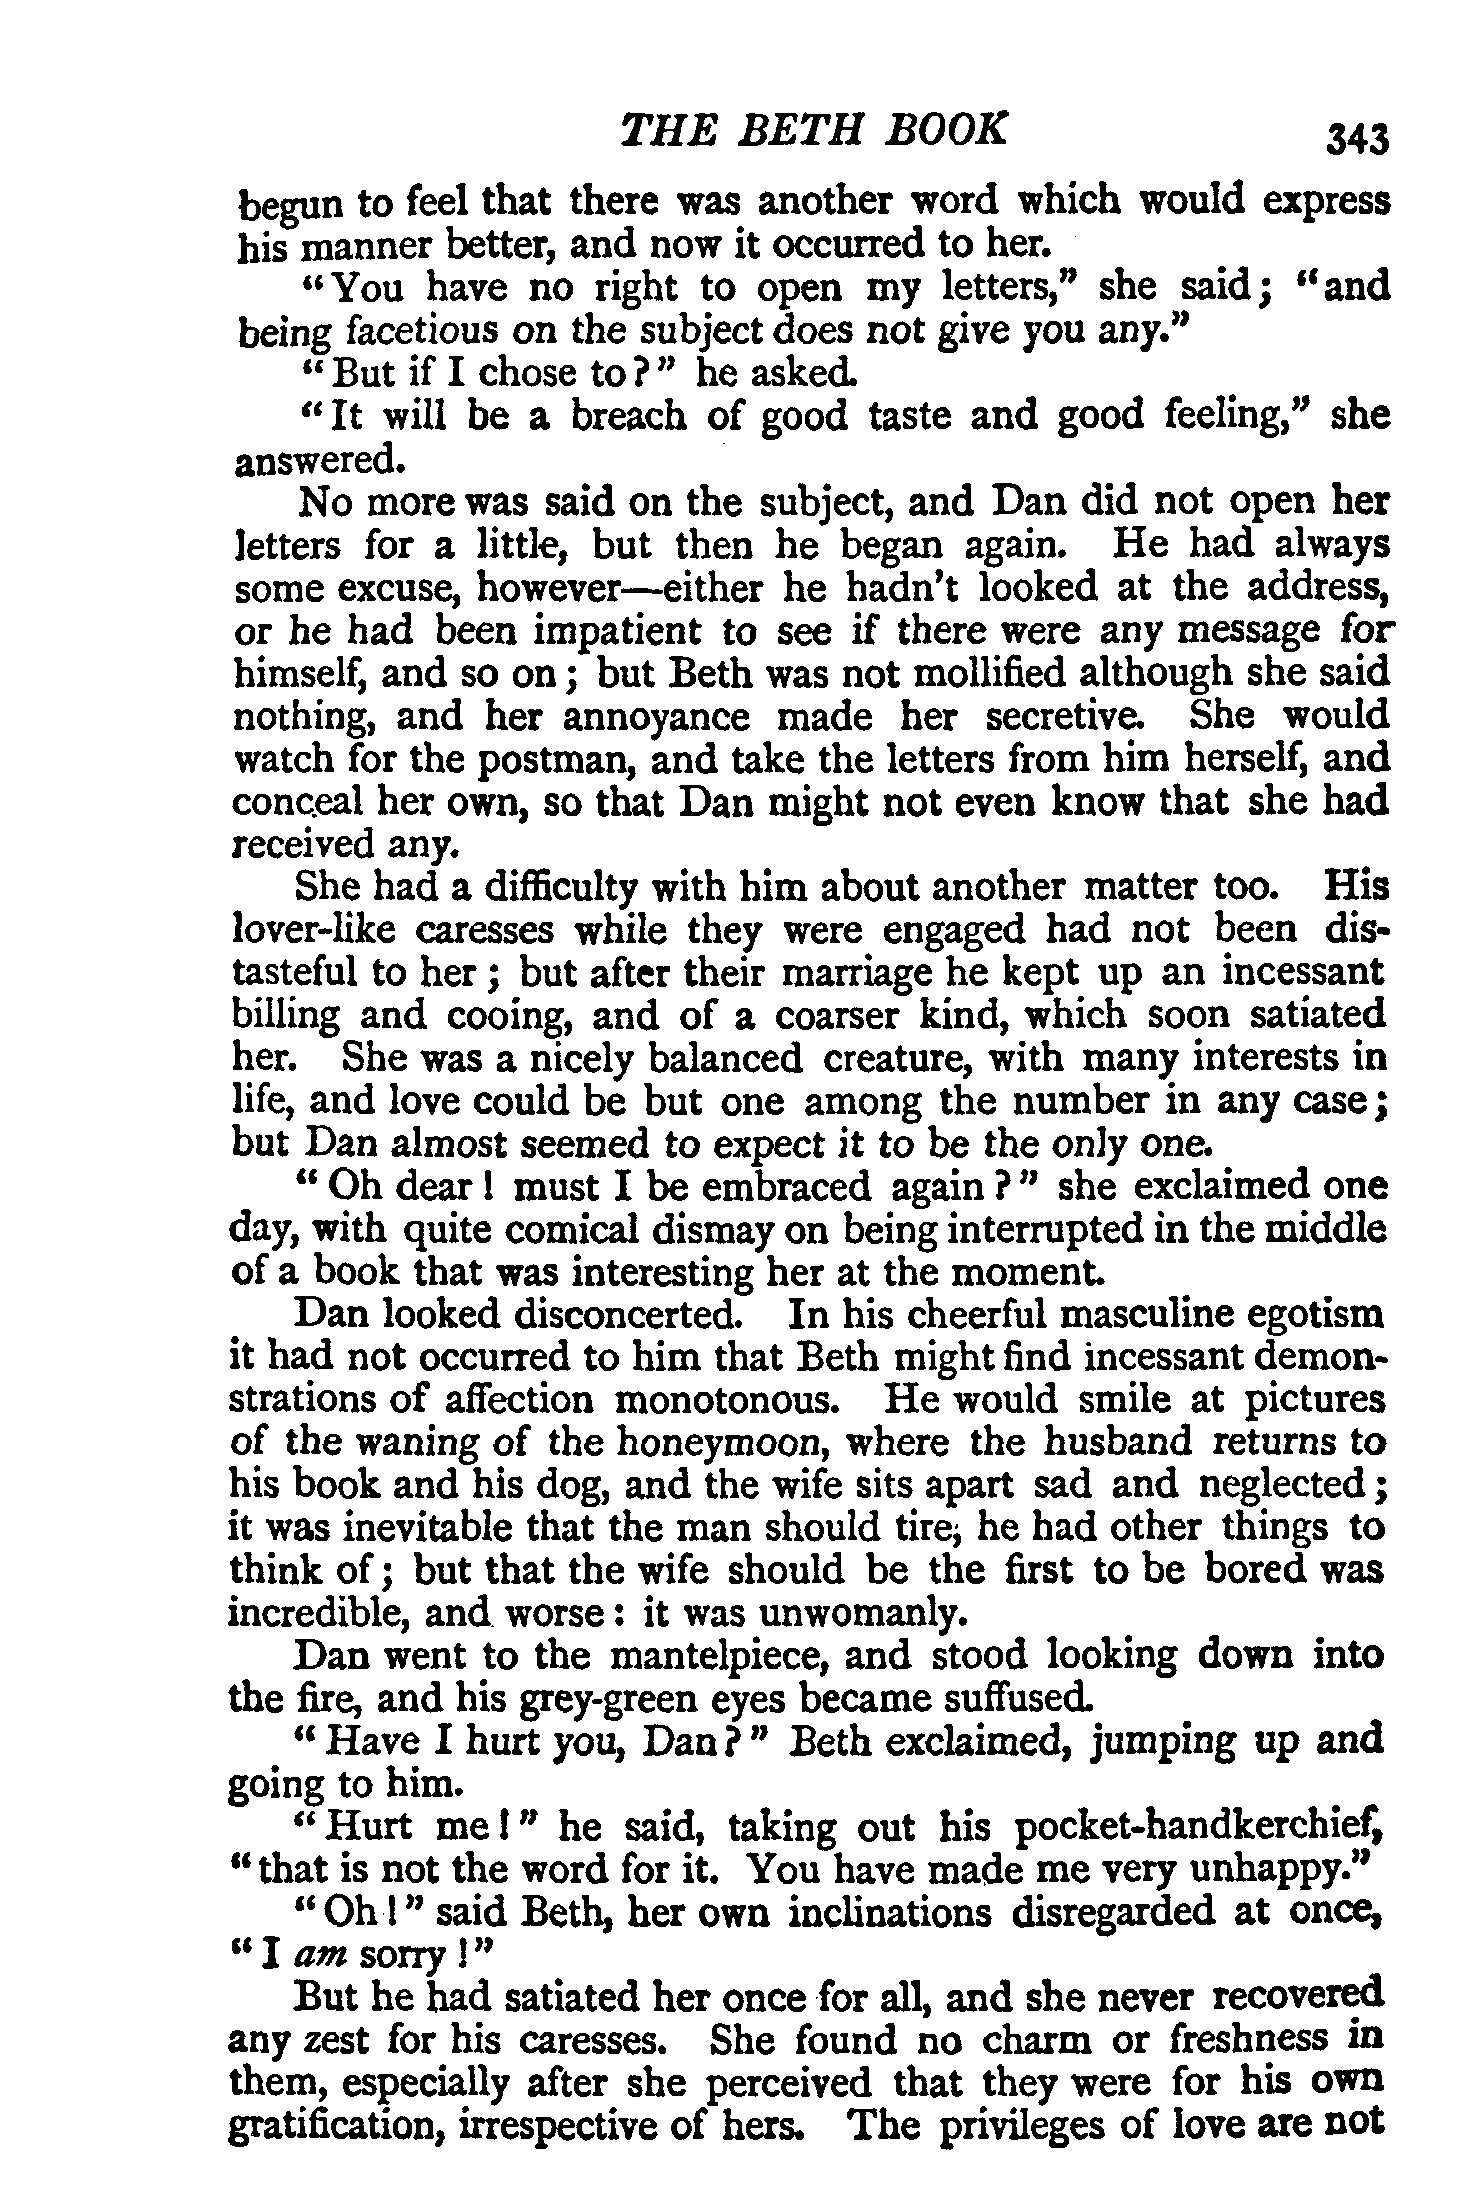 THE BETH BOOK 343
begun to feel that there was another word which would express
his manner better, and now it occurred to her.
“You have no right to open my letters,” she said; “and
being facetious on the subject does not give you any.”
“But if I chose to?” he asked.
“It will be a breach of good taste and good feeling,” she
answered.
No more was said on the subject, and Dan did not open her
letters for a little, but then he began again. He had always
some excuse, however—either he hadn't looked at the address,
or he had been impatient to see if there were any message for
himself, and so on; but Beth was not mollified although she said
nothing, and her annoyance made her secretive. She would
watch for the postman, and take the letters from him herself, and
conceal her own, so that Dan might not even know that she had
received any.
She had a difficulty with him about another matter too. His
lover-like caresses while they were engaged had not been dis-
tasteful to her; but after their marriage he kept up an incessant
billing and cooing, and of a coarser kind, which soon satiated
her. She was a nicely balanced creature, with many interests in
life, and love could be but one among the number in any case;
but Dan almost seemed to expect it to be the only one.
“Oh dear! must I be embraced again?” she exclaimed one
day, with quite comical dismay on being interrupted in the middle
of a book that was interesting her at the moment.
Dan looked disconcerted. In his cheerful masculine egotism
it had not occurred to him that Beth might find incessant demon-
strations of affection monotonous. He would smile at pictures
of the waning of the honeymoon, where the husband returns to
his book and his dog, and the wife sits apart sad and neglected;
it was inevitable that the man should tire; he had other things to
think of; but that the wife should be the first to be bored was
incredible, and worse: it was unwomanly.
Dan went to the mantelpiece, and stood looking down into
the fire, and his grey-green eyes became suffused.
“Have I hurt you, Dan?” Beth exclaimed, jumping up and
going to him.
“Hurt me!” he said, taking out his pocket-handkerchief,
“that is not the word for it. You have made me very unhappy.”
“Oh!” said Beth, her own inclinations disregarded at once,
“I am sorry!”
But he had satiated her once for all, and she never recovered
any zest for his caresses. She found no charm or freshness in
them, especially after she perceived that they were for his own
gratification, irrespective of hers. The privileges of love are not